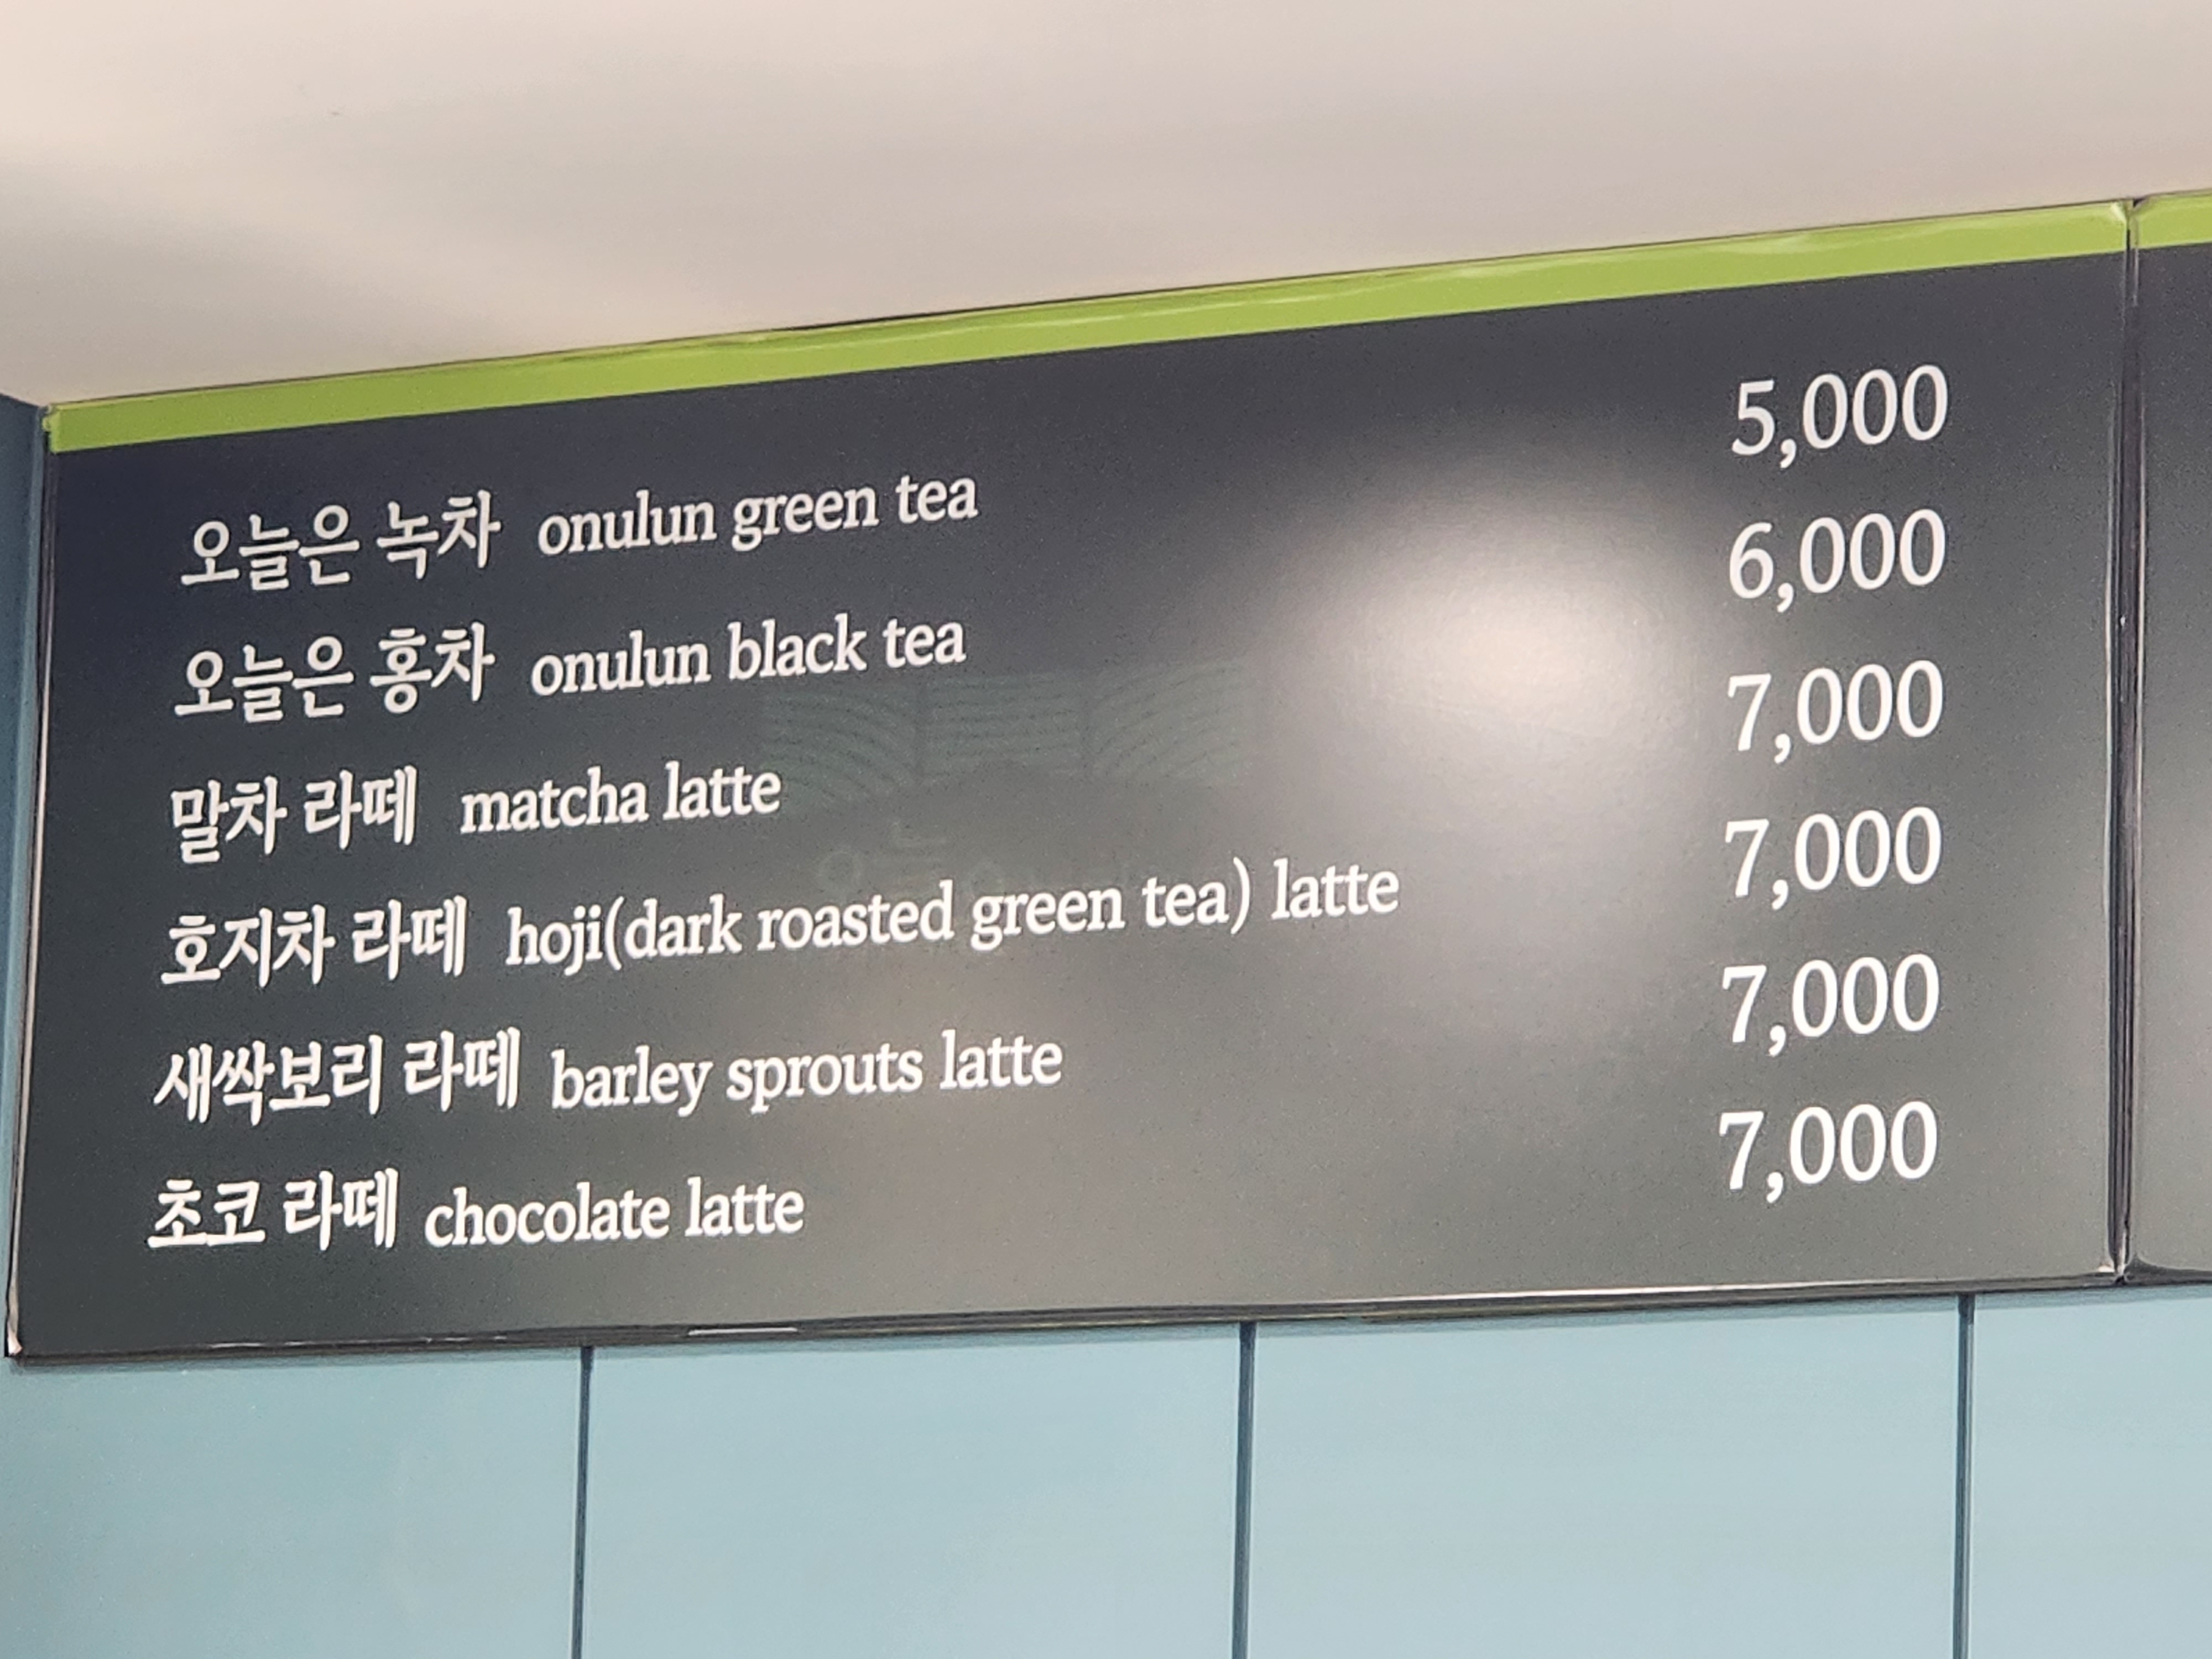 오늘은 녹차 onulun green tea 5,000
오늘은 홍차 onulun black tea 6,000
말차 라떼 matcha latte 7,000
호지차 라떼 hoji(dark roasted green tea) latte 7,000
새싹보리 라떼 barley sprouts latte 7,000
초코 라떼 chocolate latte 7,000